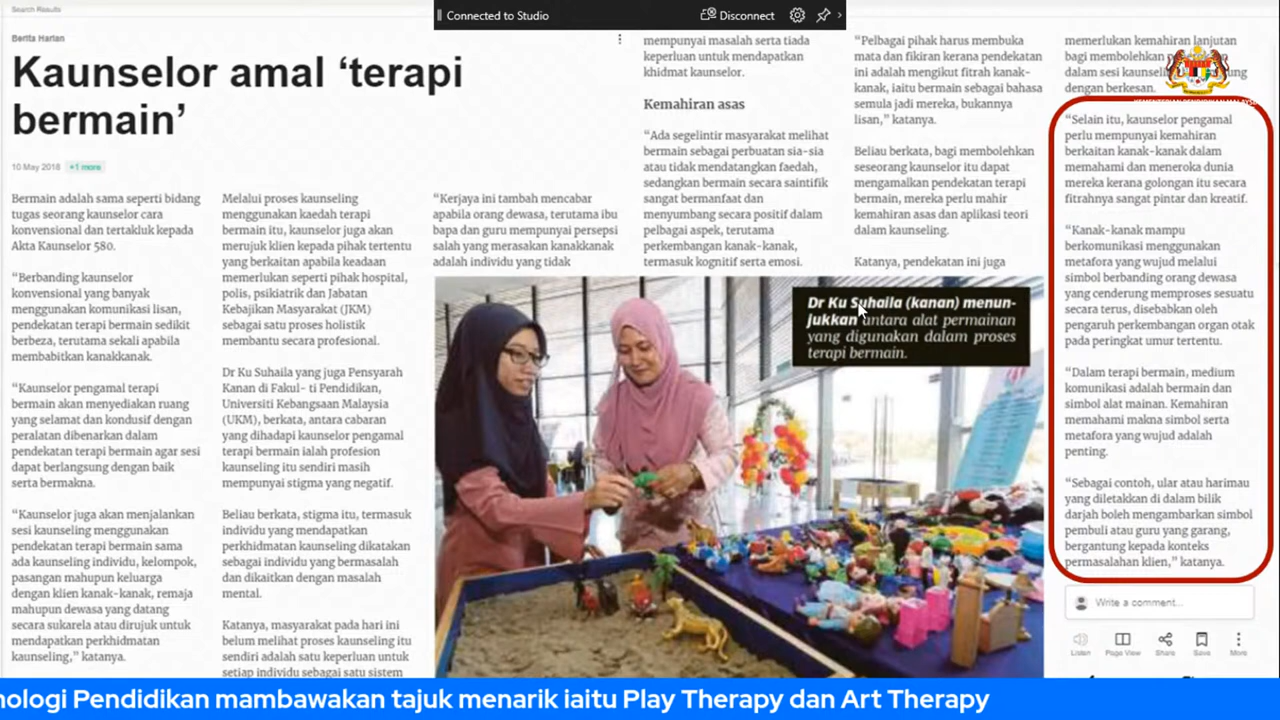 Search Results
Connected to Studio
Disconnect
Berita Harian
Kaunselor amal ‘terapi
bermain’
10 May 2018 +1 more
Bermain adalah sama seperti bidang
tugas seorang kaunselor cara
konvensional dan tertakluk kepada
Akta Kaunselor 580.
“Berbanding kaunselor
konvensional yang banyak
menggunakan komunikasi lisan,
pendekatan terapi bermain sedikit
berbeza, terutama sekali apabila
membabitkan kanakkanak.
“Kaunselor pengamal terapi
bermain akan menyediakan ruang
yang selamat dan kondusif dengan
peralatan dibenarkan dalam
pendekatan terapi bermain agar sesi
dapat berlangsung dengan baik
serta bermakna.
“Kaunselor juga akan menjalankan
sesi kaunseling menggunakan
pendekatan terapi bermain sama
ada kaunseling individu, kelompok,
pasangan mahupun keluarga
dengan klien kanak-kanak, remaja
mahupun dewasa yang datang
secara sukarela atau dirujuk untuk
mendapatkan perkhidmatan
kaunseling,” katanya.
Melalui proses kaunseling
menggunakan kaedah terapi
bermain itu, kaunselor juga akan
merujuk klien kepada pihak tertentu
yang berkaitan apabila keadaan
memerlukan seperti pihak hospital,
polis, psikiatrik dan Jabatan
Kebajikan Masyarakat (JKM)
sebagai satu proses holistik
membantu secara profesional.
Dr Ku Suhaila yang juga Pensyarah
Kanan di Fakul- ti Pendidikan,
Universiti Kebangsaan Malaysia
(UKM), berkata, antara cabaran
yang dihadapi kaunselor pengamal
terapi bermain ialah profesion
kaunseling itu sendiri masih
mempunyai stigma yang negatif.
Beliau berkata, stigma itu, termasuk
individu yang mendapatkan
perkhidmatan kaunseling dikatakan
sebagai individu yang bermasalah
dan dikaitkan dengan masalah
mental.
Katanya, masyarakat pada hari ini
belum melihat proses kaunseling itu
sendiri adalah satu keperluan untuk
setiap individu sebagai satu sistem
“Kerjaya ini tambah mencabar
apabila orang dewasa, terutama ibu
bapa dan guru mempunyai persepsi
salah yang merasakan kanakkanak
adalah individu yang tidak
mempunyai masalah serta tiada
keperluan untuk mendapatkan
khidmat kaunselor.
Kemahiran asas
“Ada segelintir masyarakat melihat
bermain sebagai perbuatan sia-sia
atau tidak mendatangkan faedah,
sedangkan bermain secara saintifik
sangat bermanfaat dan
menyumbang secara positif dalam
pelbagai aspek, terutama
perkembangan kanak-kanak,
termasuk kognitif serta emosi.
“Pelbagai pihak harus membuka
mata dan fikiran kerana pendekatan
ini adalah mengikut fitrah kanak-
kanak, iaitu bermain sebagai bahasa
semula jadi mereka, bukannya
lisan,” katanya.
Beliau berkata, bagi membolehkan
seseorang kaunselor itu dapat
mengamalkan pendekatan terapi
bermain, mereka perlu mahir
kemahiran asas dan aplikasi teori
dalam kaunseling.
Katanya, pendekatan ini juga
Dr Ku Suhaila (kanan) menun-
jukkan antara alat permainan
yang digunakan dalam proses
terapi bermain.
memerlukan kemahiran lanjutan
bagi membolehkan
dalam sesi
dengan berkesan.
KEMENTERIAN PENDIDIKAN MALAYSIA
“Selain itu, kaunselor pengamal
perlu mempunyai kemahiran
berkaitan kanak-kanak dalam
memahami dan meneroka dunia
mereka kerana golongan itu secara
fitrahnya sangat pintar dan kreatif.
“Kanak-kanak mampu
berkomunikasi menggunakan
metafora yang wujud melalui
simbol berbanding orang dewasa
yang cenderung memproses sesuatu
secara terus, disebabkan oleh
pengaruh perkembangan organ otak
pada peringkat umur tertentu.
“Dalam terapi bermain, medium
komunikasi adalah bermain dan
simbol alat mainan. Kemahiran
memahami makna simbol serta
metafora yang wujud adalah
penting.
“Sebagai contoh, ular atau harimau
yang diletakkan di dalam bilik
darjah boleh mengambarkan simbol
pembuli atau guru yang garang,
bergantung kepada konteks
permasalahan klien,” katanya.
Write a comment...
Listen Page View Share Save More
nologi Pendidikan mambawakan tajuk menarik iaitu Play Therapy dan Art Therapy